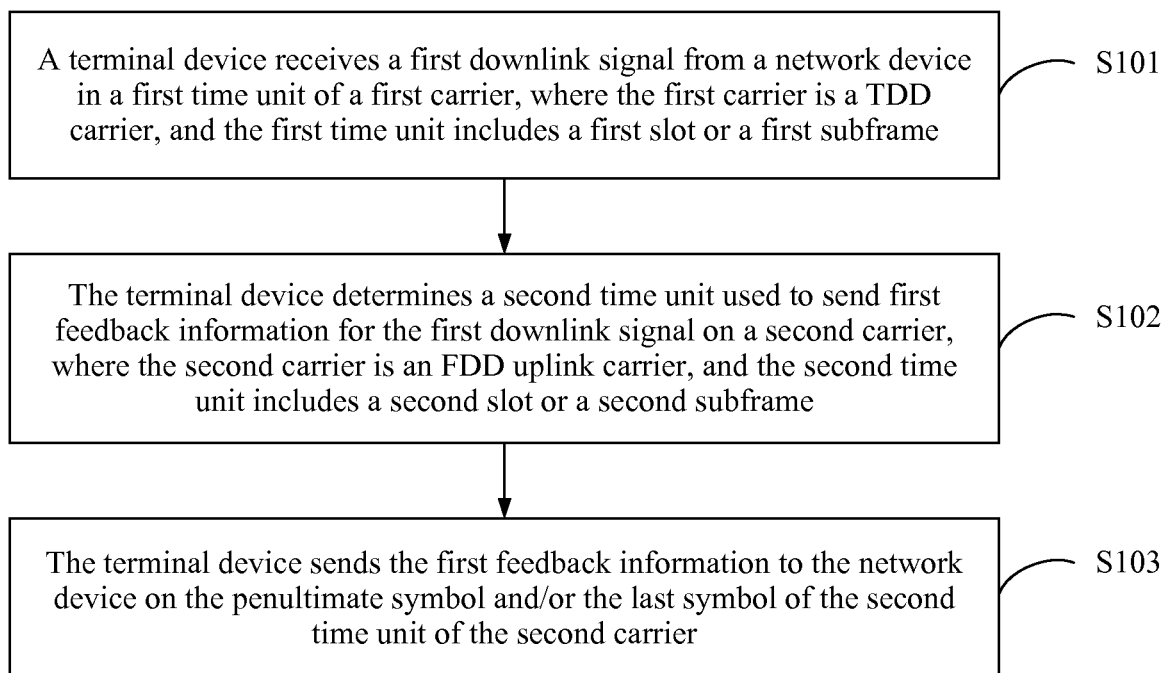 A terminal device receives a first downlink signal from a network device
in a first time unit of a first carrier, where the first carrier is a TDD
carrier, and the first time unit includes a first slot or a first subframe
S101
The terminal device determines a second time unit used to send first
feedback information for the first downlink signal on a second carrier,
where the second carrier is an FDD uplink carrier, and the second time
unit includes a second slot or a second subframe
S102
The terminal device sends the first feedback information to the network
device on the penultimate symbol and/or the last symbol of the second
time unit of the second carrier
S103